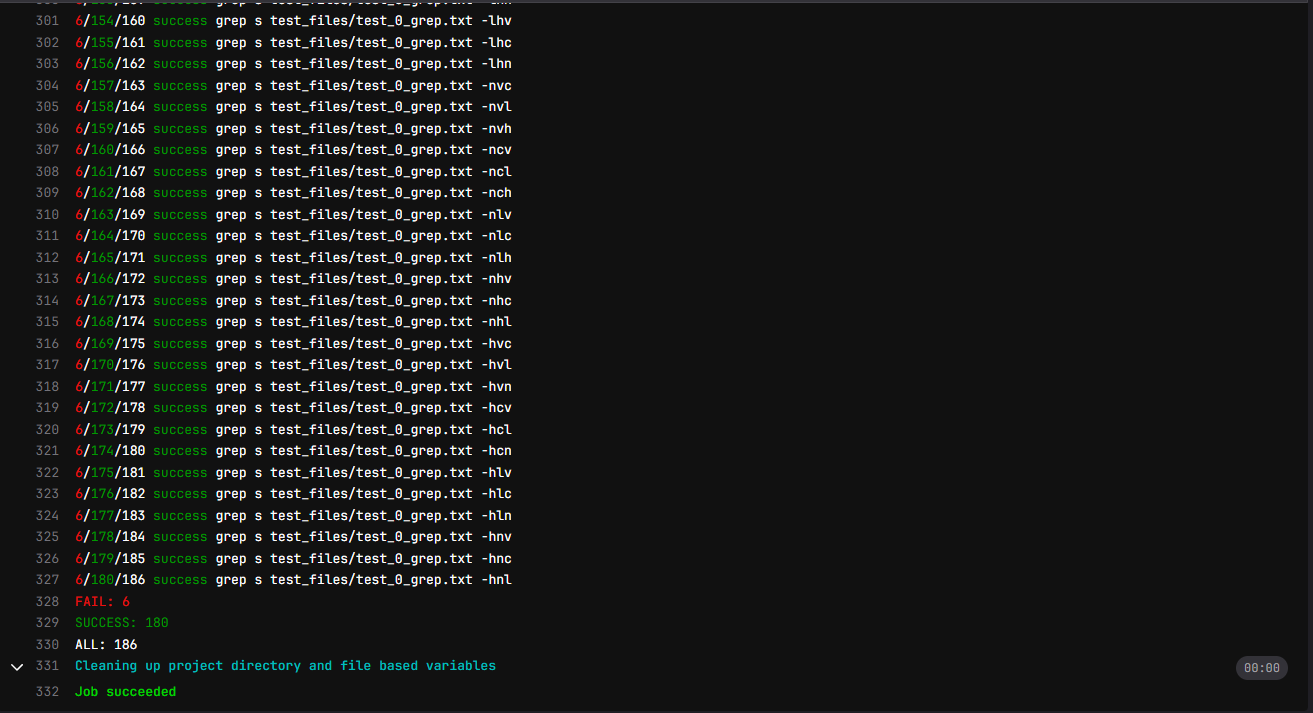 301 6/154/160 success grep s test_files/test_0_grep.txt -lhv
302 6/155/161 success grep s test_files/test_0_grep.txt -lhc
303 6/156/162 success grep s test_files/test_0_grep.txt -lhn
304 6/157/163 success grep s test_files/test_0_grep.txt -nvc
305 6/158/164 success grep s test_files/test_0_grep.txt -nvl
306 6/159/165 success grep s test_files/test_0_grep.txt -nvh
307 6/160/166 success grep s test_files/test_0_grep.txt -ncv
308 6/161/167 success grep s test_files/test_0_grep.txt -ncl
309 6/162/168 success grep s test_files/test_0_grep.txt -nch
310 6/163/169 success grep s test_files/test_0_grep.txt -nlv
311 6/164/170 success grep s test_files/test_0_grep.txt -nlc
312 6/165/171 success grep s test_files/test_0_grep.txt -nlh
313 6/166/172 success grep s test_files/test_0_grep.txt -nhv
314 6/167/173 success grep s test_files/test_0_grep.txt -nhc
315 6/168/174 success grep s test_files/test_0_grep.txt -nhl
316 6/169/175 success grep s test_files/test_0_grep.txt -hvc
317 6/170/176 success grep s test_files/test_0_grep.txt -hvl
318 6/171/177 success grep s test_files/test_0_grep.txt -hvn
319 6/172/178 success grep s test_files/test_0_grep.txt -hcv
320 6/173/179 success grep s test_files/test_0_grep.txt -hcl
321 6/174/180 success grep s test_files/test_0_grep.txt -hcn
322 6/175/181 success grep s test_files/test_0_grep.txt -hlv
323 6/176/182 success grep s test_files/test_0_grep.txt -hlc
324 6/177/183 success grep s test_files/test_0_grep.txt -hln
325 6/178/184 success grep s test_files/test_0_grep.txt -hnv
326 6/179/185 success grep s test_files/test_0_grep.txt -hnc
327 6/180/186 success grep s test_files/test_0_grep.txt -hnl
328 FAIL: 6
329 SUCCESS: 180
330 ALL: 186
331 Cleaning up project directory and file based variables 00:00
332 Job succeeded